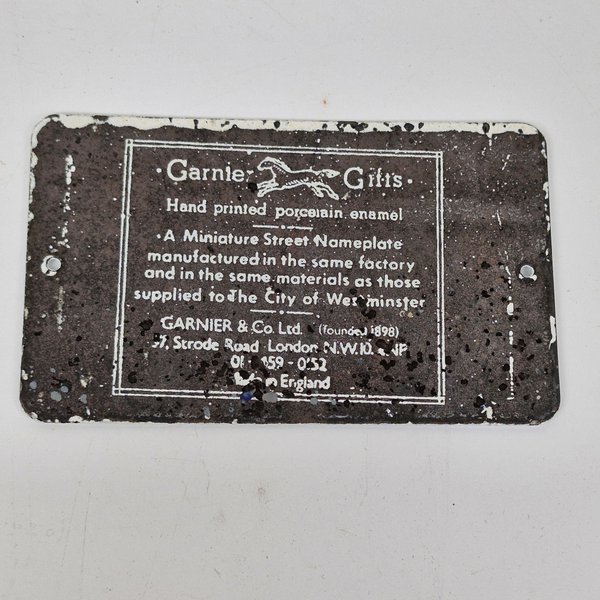 · Garnier Gifts ·
Hand printed porcelain enamel
· A Miniature Street Nameplate
manufactured in the same factory
and in the same materials as those
supplied to The City of Westminster
GARNIER & Co. Ltd. (founded 1898)
Strode Road London N.W.10.
England